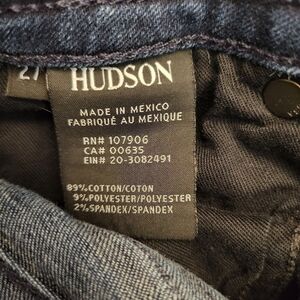 27
HUDSON
MADE IN MEXICO
FABRIQUÉ AU MEXIQUE
RN# 107906
CA# 00635
EIN# 20-3082491
89%COTTON/COTON
9%POLYESTER/POLYESTER
2%SPANDEX/SPANDEX